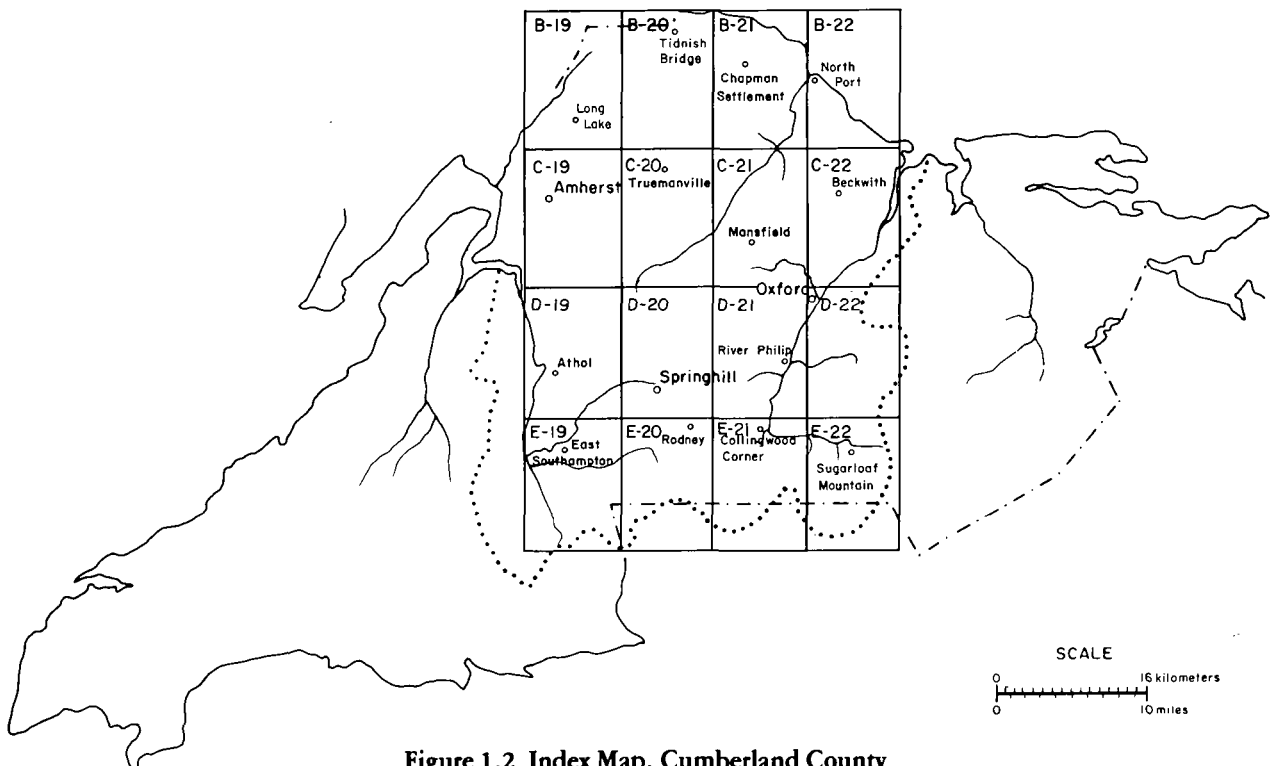 B-19
B-20
B-21
B-22
Tidnish
Bridge
Chapman
Settlement
North
Port
Long
Lake
C-19
C-20
C-21
C-22
Amherst
Truemanville
Beckwith
Mansfield
Oxford
D-19
D-20
D-21
D-22
Athol
Springhill
River Philip
E-19
E-20
E-21
E-22
East
Southampton
Rodney
Collingwood
Corner
Sugarloaf
Mountain
SCALE
0 16 kilometers
0 10 miles
Figure 1.2 Index Map, Cumberland County